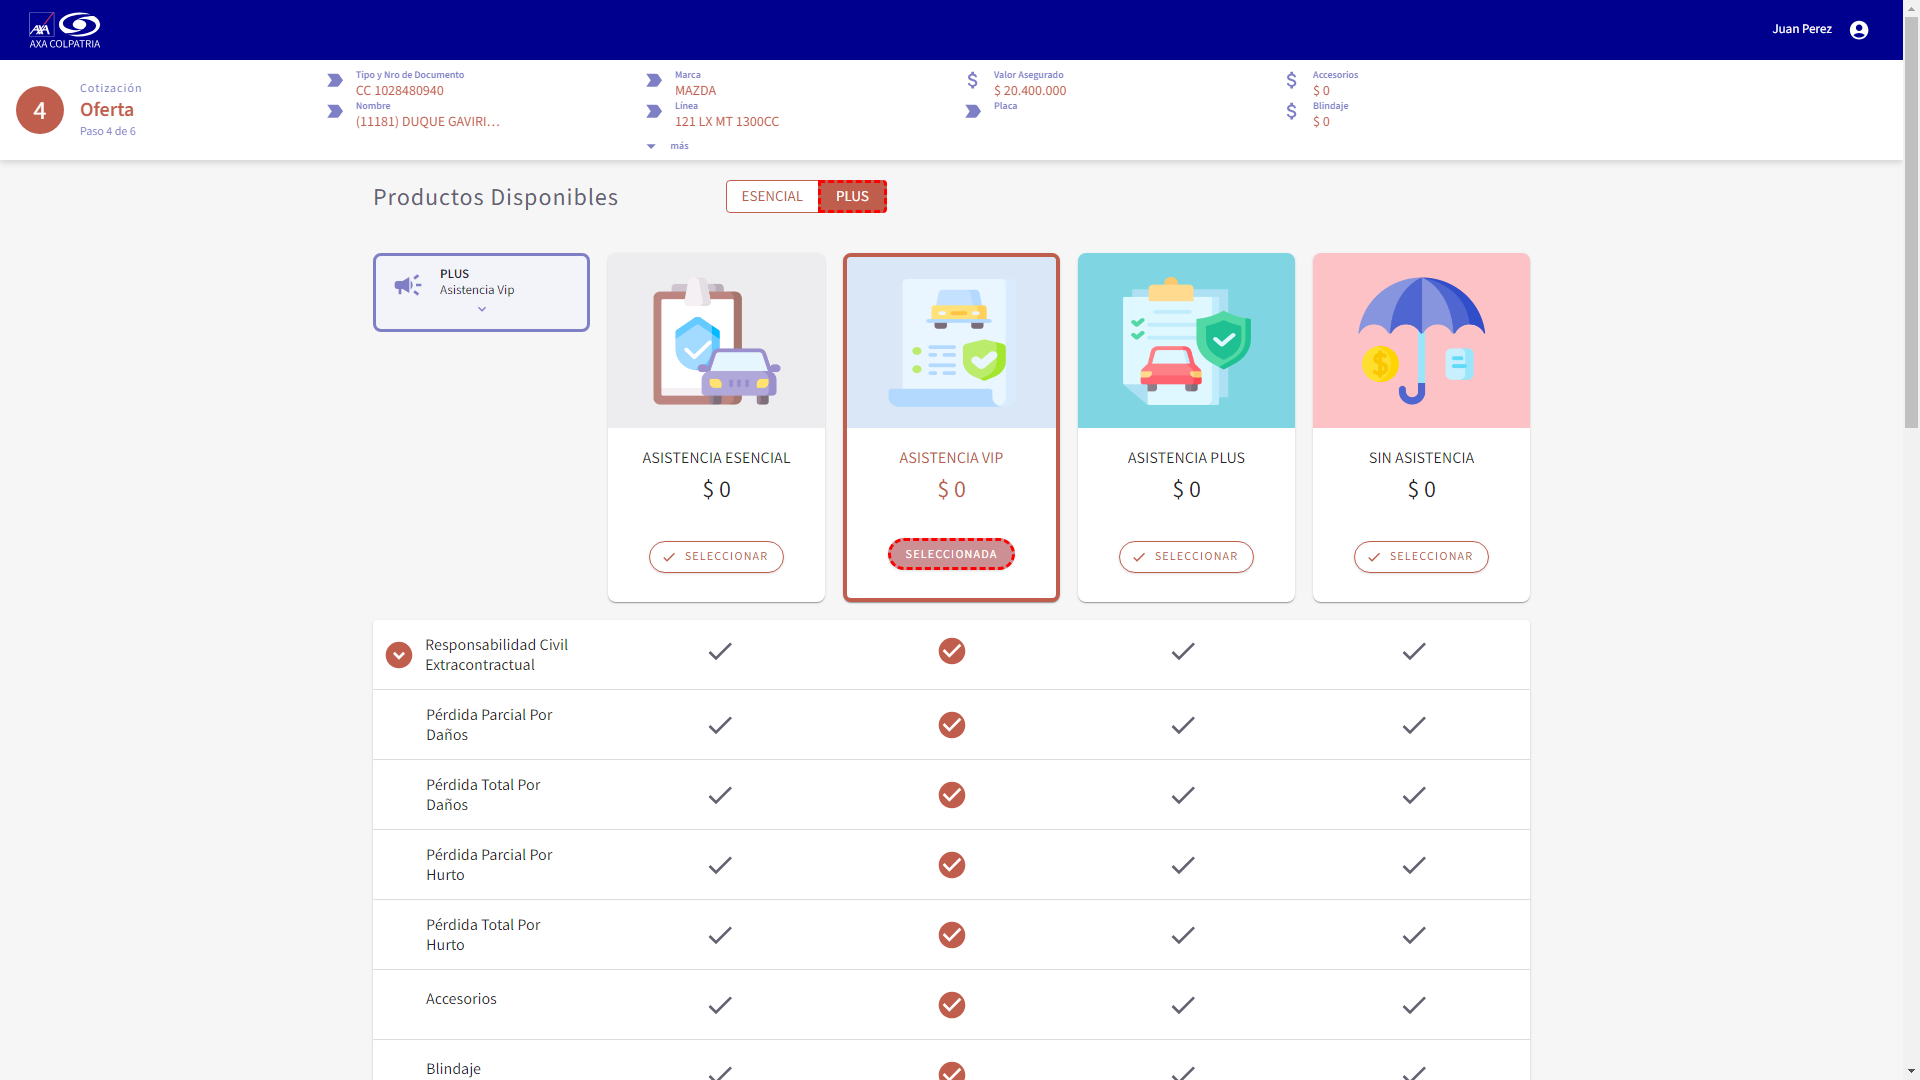 AXA
AXA COLPATRIA
Juan Perez
4
Cotización
Oferta
Paso 4 de 6
Tipo y Nro de Documento
CC 1028480940
Nombre
(11181) DUQUE GAVIRI...
Marca
MAZDA
Línea
121 LX MT 1300CC
más
Valor Asegurado
$ 20.400.000
Placa
Accesorios
$ 0
Blindaje
$ 0
Productos Disponibles
ESENCIAL
PLUS
PLUS
Asistencia Vip
ASISTENCIA ESENCIAL
$ 0
SELECCIONAR
ASISTENCIA VIP
$ 0
SELECCIONADA
ASISTENCIA PLUS
$ 0
SELECCIONAR
SIN ASISTENCIA
$ 0
SELECCIONAR
Responsabilidad Civil
Extracontractual
Pérdida Parcial Por
Daños
Pérdida Total Por
Daños
Pérdida Parcial Por
Hurto
Pérdida Total Por
Hurto
Accesorios
Blindaje